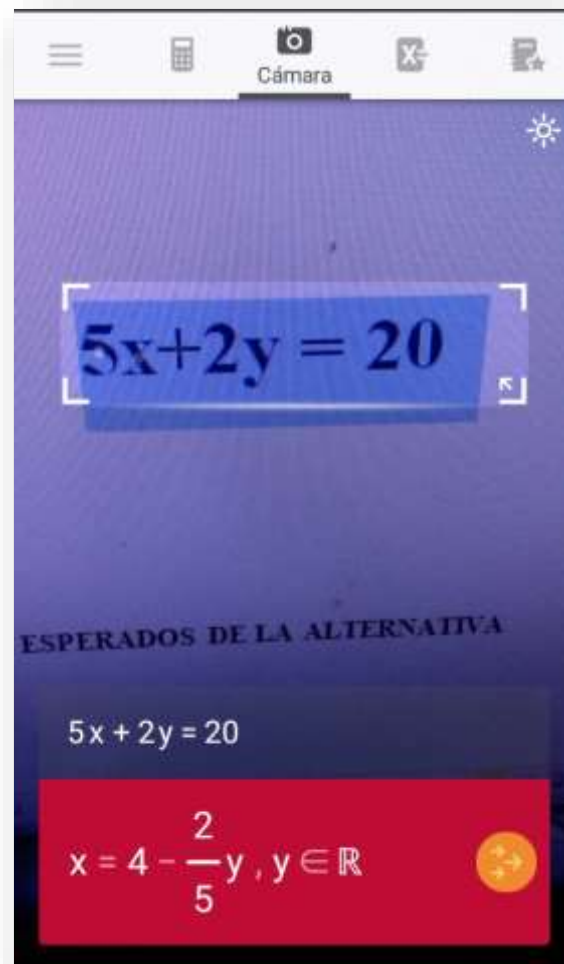 Cámara
5x+2y = 20
ESPERADOS DE LA ALTERNATIVA
5x + 2y = 20
x = 4 - 2/5 y , y ∈ ℝ